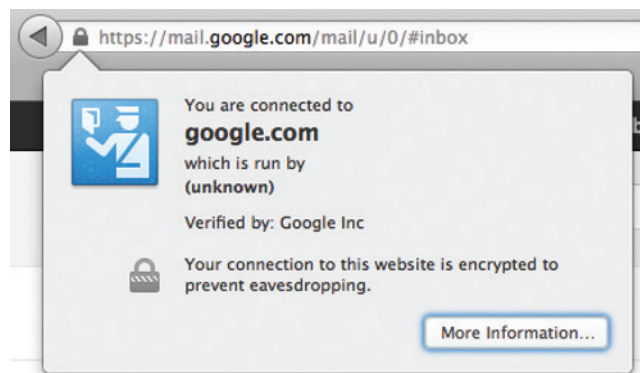 https://mail.google.com/mail/u/0/#inbox
You are connected to
google.com
which is run by
(unknown)
Verified by: Google Inc
Your connection to this website is encrypted to
prevent eavesdropping.
More Information...